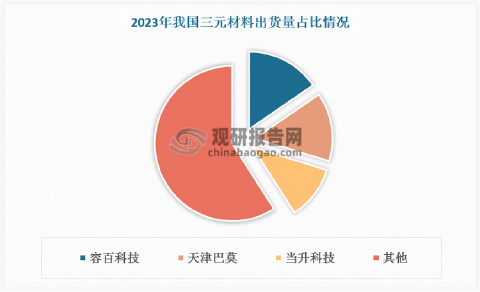 2023年我国三元材料出货量占比情况
观研报告网
chinabaogao.com
容百科技
天津巴莫
当升科技
其他